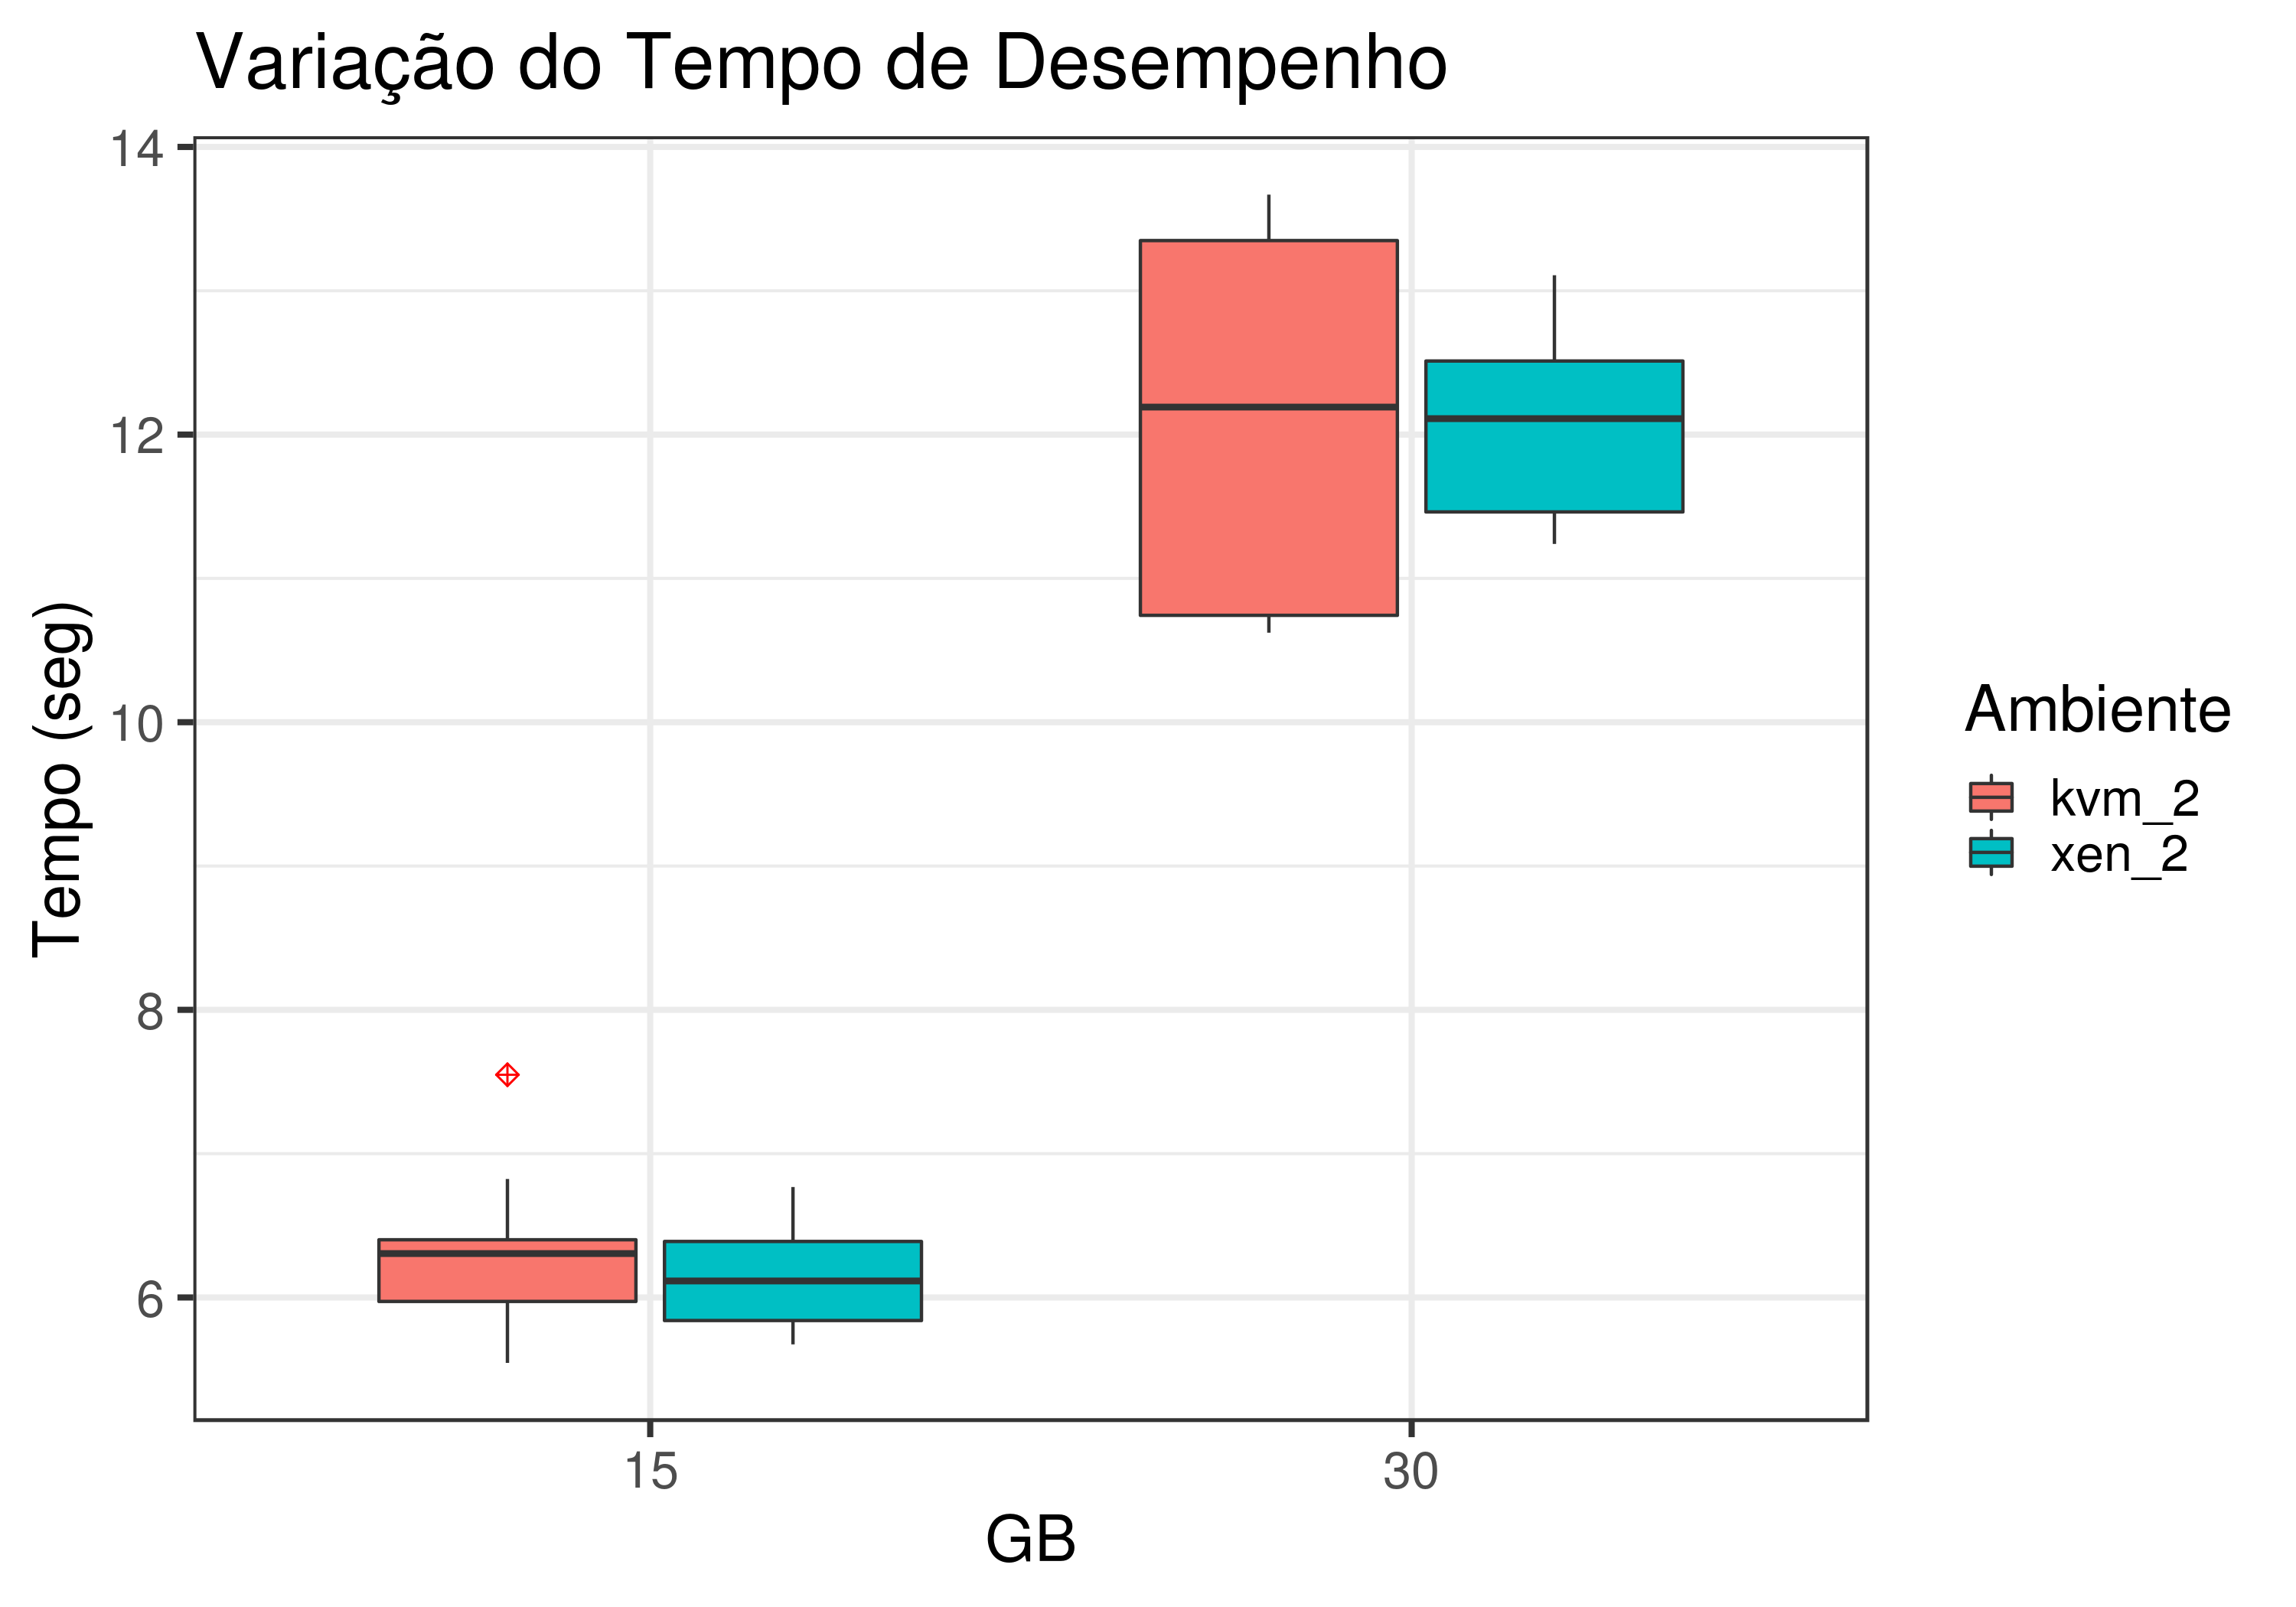 Variação do Tempo de Desempenho
14
12
10
8
6
Tempo (seg)
15
30
GB
Ambiente
kvm_2
xen_2